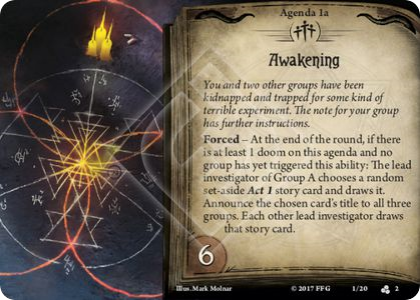 Agenda 1a
Awakening
You and two other groups have been
kidnapped and trapped for some kind of
terrible experiment. The note for your group
has further instructions.
Forced – At the end of the round, if there
is at least 1 doom on this agenda and no
group has yet triggered this ability: The lead
investigator of Group A chooses a random
set-aside Act 1 story card and draws it.
Announce the chosen card's title to all three
groups. Each other lead investigator draws
that story card.
6
Illus. Mark Molnar
© 2017 FFG
1/20
2